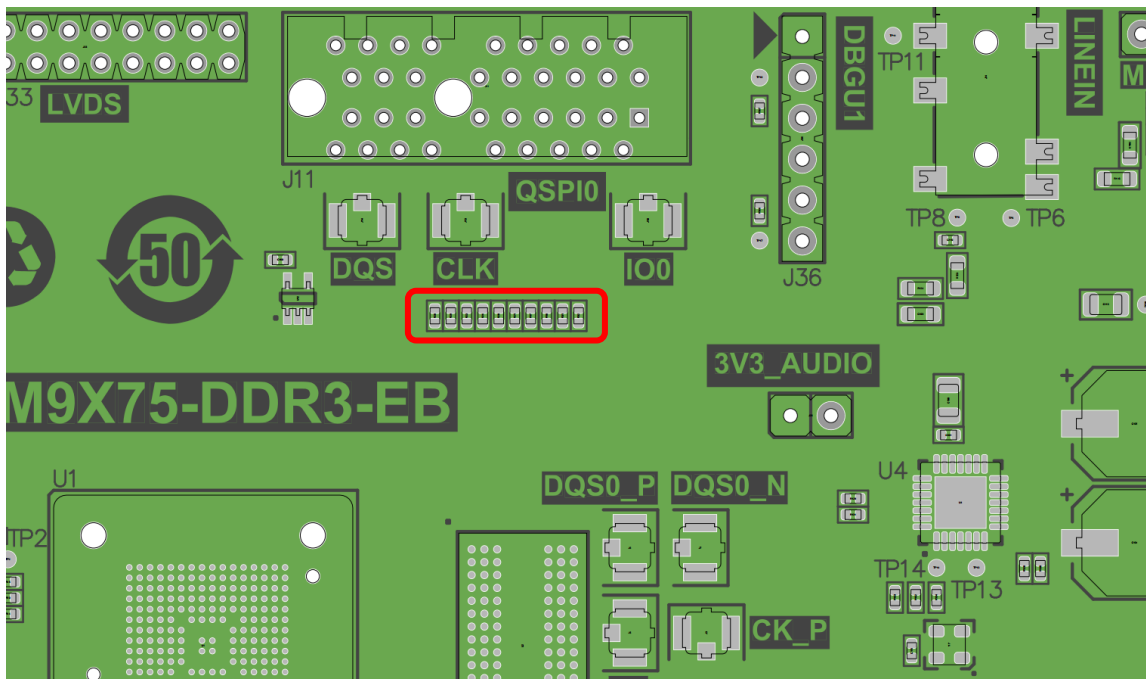 33
LVDS
J11
QSPI0
DBGU1
TP11
LINEIN
M
50
DQS
CLK
IO0
J36
TP8
TP6
3V3_AUDIO
M9X75-DDR3-EB
U1
TP2
DQS0_P
DQS0_N
CK_P
U4
+
+
TP14
TP13